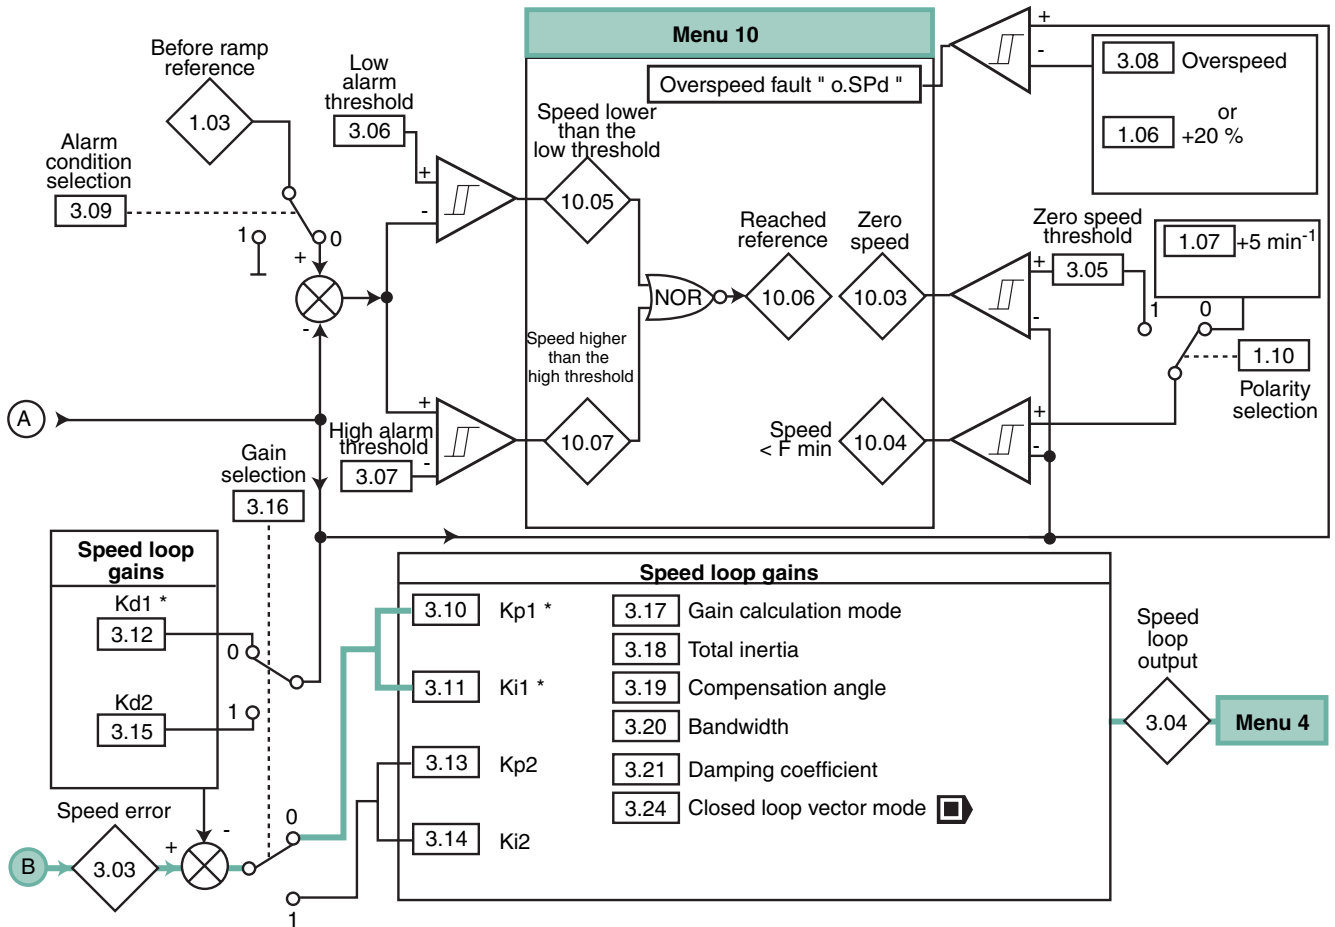 Menu 10
Before ramp
reference
1.03
Low
alarm
threshold
3.06
Overspeed fault " o.SPd "
+
-
3.08 Overspeed
or
1.06 +20 %
Alarm
condition
selection
3.09
1
0
+
-
+
-
Speed lower
than the
low threshold
10.05
Reached
reference
10.06
Zero
speed
10.03
NOR
Zero speed
threshold
3.05
+
-
1.07 +5 min-1
1
0
1.10
Polarity
selection
Speed higher
than the
high threshold
10.07
Speed
< F min
10.04
+
-
A
+
-
High alarm
threshold
3.07
Gain
selection
3.16
Speed loop
gains
Kd1 *
3.12
0
Kd2
3.15
1
Speed loop gains
3.10 Kp1 *
3.11 Ki1 *
3.13 Kp2
3.14 Ki2
3.17 Gain calculation mode
3.18 Total inertia
3.19 Compensation angle
3.20 Bandwidth
3.21 Damping coefficient
3.24 Closed loop vector mode
Speed
loop
output
3.04
Menu 4
Speed error
B
3.03
+
-
0
1